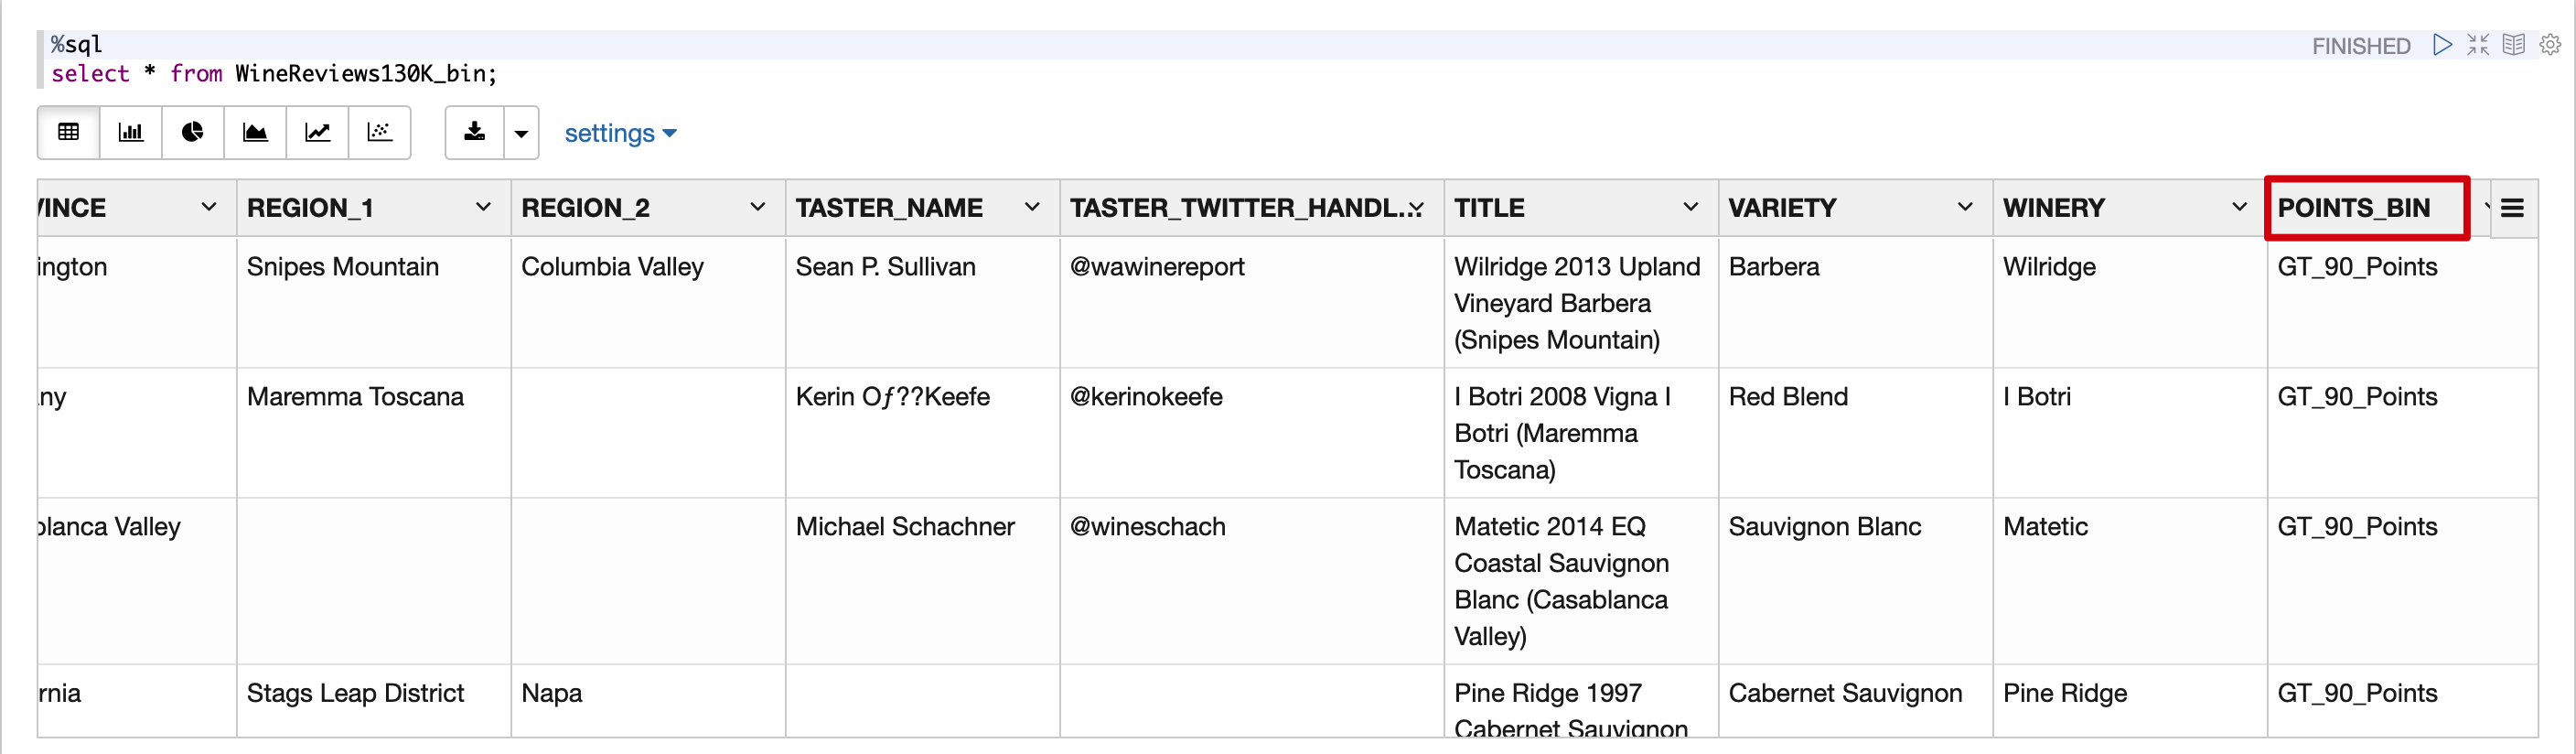 %sql
FINISHED
select * from WineReviews130K_bin;
settings
VINCE REGION_1 REGION_2 TASTER_NAME TASTER_TWITTER_HANDL... TITLE VARIETY WINERY POINTS_BIN
ington Snipes Mountain Columbia Valley Sean P. Sullivan @wawinereport Wilridge 2013 Upland Barbera Wilridge GT_90_Points
Vineyard Barbera
(Snipes Mountain)
ny Maremma Toscana Kerin Oƒ??Keefe @kerinokeefe I Botri 2008 Vigna I Red Blend I Botri GT_90_Points
Botri (Maremma
Toscana)
blanca Valley Michael Schachner @wineschach Matetic 2014 EQ Sauvignon Blanc Matetic GT_90_Points
Coastal Sauvignon
Blanc (Casablanca
Valley)
rnia Stags Leap District Napa Pine Ridge 1997 Cabernet Sauvignon Pine Ridge GT_90_Points
Cabernet Sauvignon